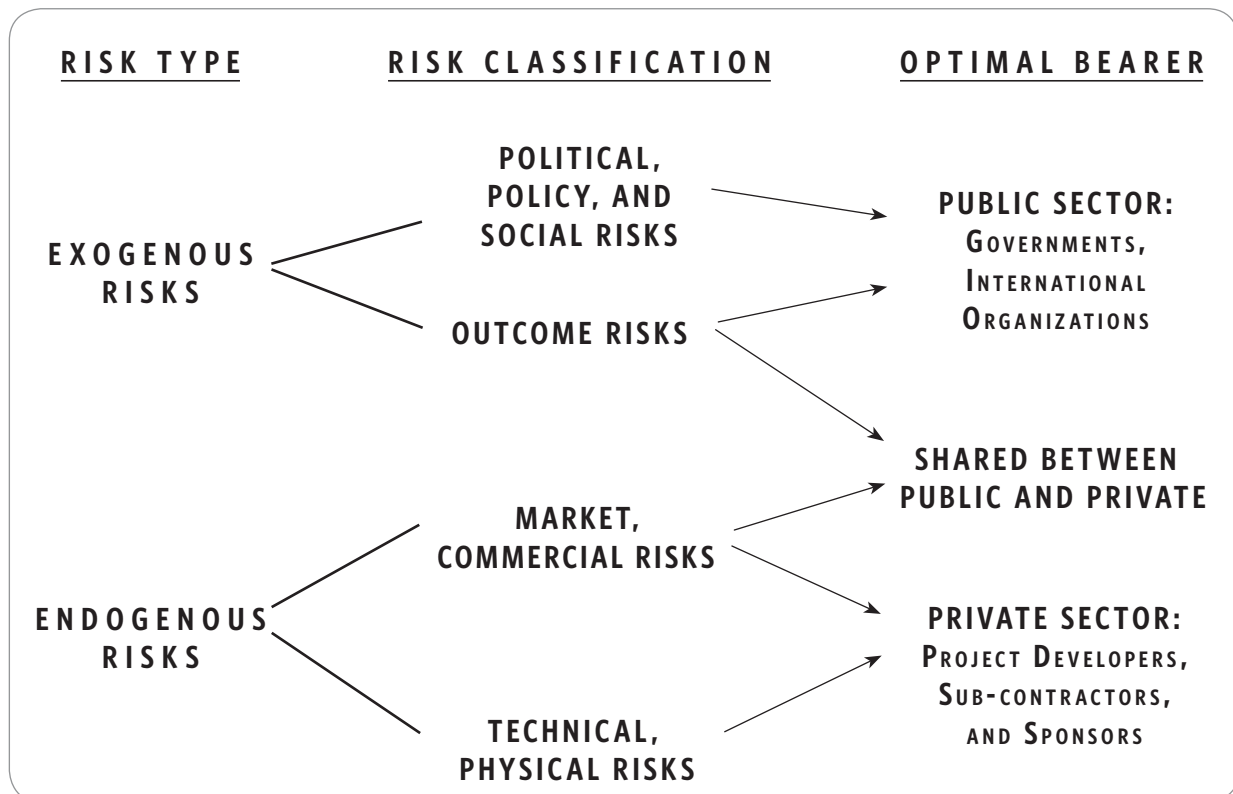 RISK TYPE
RISK CLASSIFICATION
OPTIMAL BEARER
EXOGENOUS
RISKS
POLITICAL,
POLICY, AND
SOCIAL RISKS
OUTCOME RISKS
PUBLIC SECTOR:
GOVERNMENTS,
INTERNATIONAL
ORGANIZATIONS
SHARED BETWEEN
PUBLIC AND PRIVATE
ENDOGENOUS
RISKS
MARKET,
COMMERCIAL RISKS
TECHNICAL,
PHYSICAL RISKS
PRIVATE SECTOR:
PROJECT DEVELOPERS,
SUB-CONTRACTORS,
AND SPONSORS